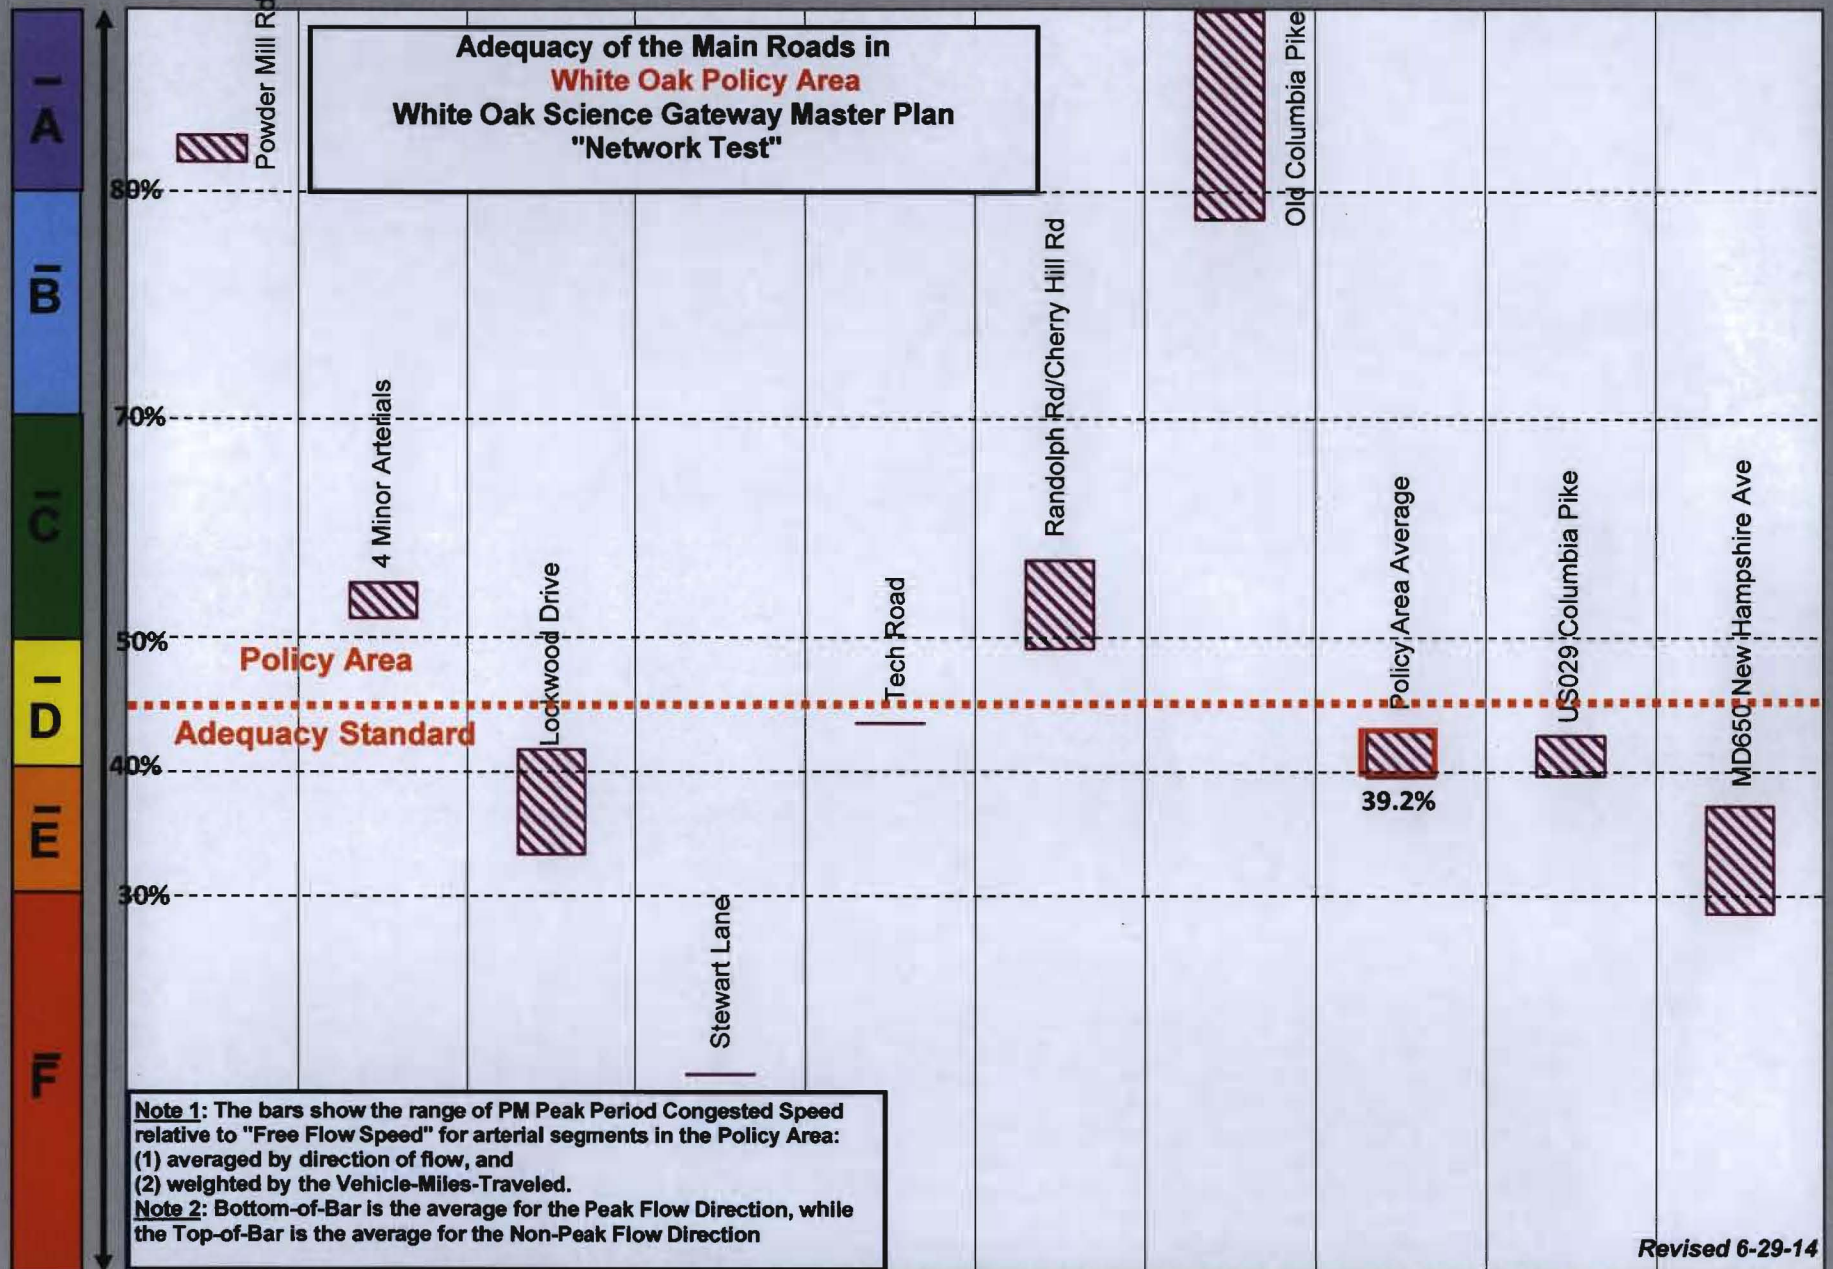 Adequacy of the Main Roads in
White Oak Policy Area
White Oak Science Gateway Master Plan
"Network Test"
A
B
C
D
E
F
80%
70%
50%
40%
30%
Powder Mill Rd
4 Minor Arterials
Lockwood Drive
Stewart Lane
Tech Road
Randolph Rd/Cherry Hill Rd
Old Columbia Pike
Policy Area Average
US029 Columbia Pike
MD650 New Hampshire Ave
Policy Area
Adequacy Standard
39.2%
Note 1: The bars show the range of PM Peak Period Congested Speed
relative to "Free Flow Speed" for arterial segments in the Policy Area:
(1) averaged by direction of flow, and
(2) weighted by the Vehicle-Miles-Traveled.
Note 2: Bottom-of-Bar is the average for the Peak Flow Direction, while
the Top-of-Bar is the average for the Non-Peak Flow Direction
Revised 6-29-14